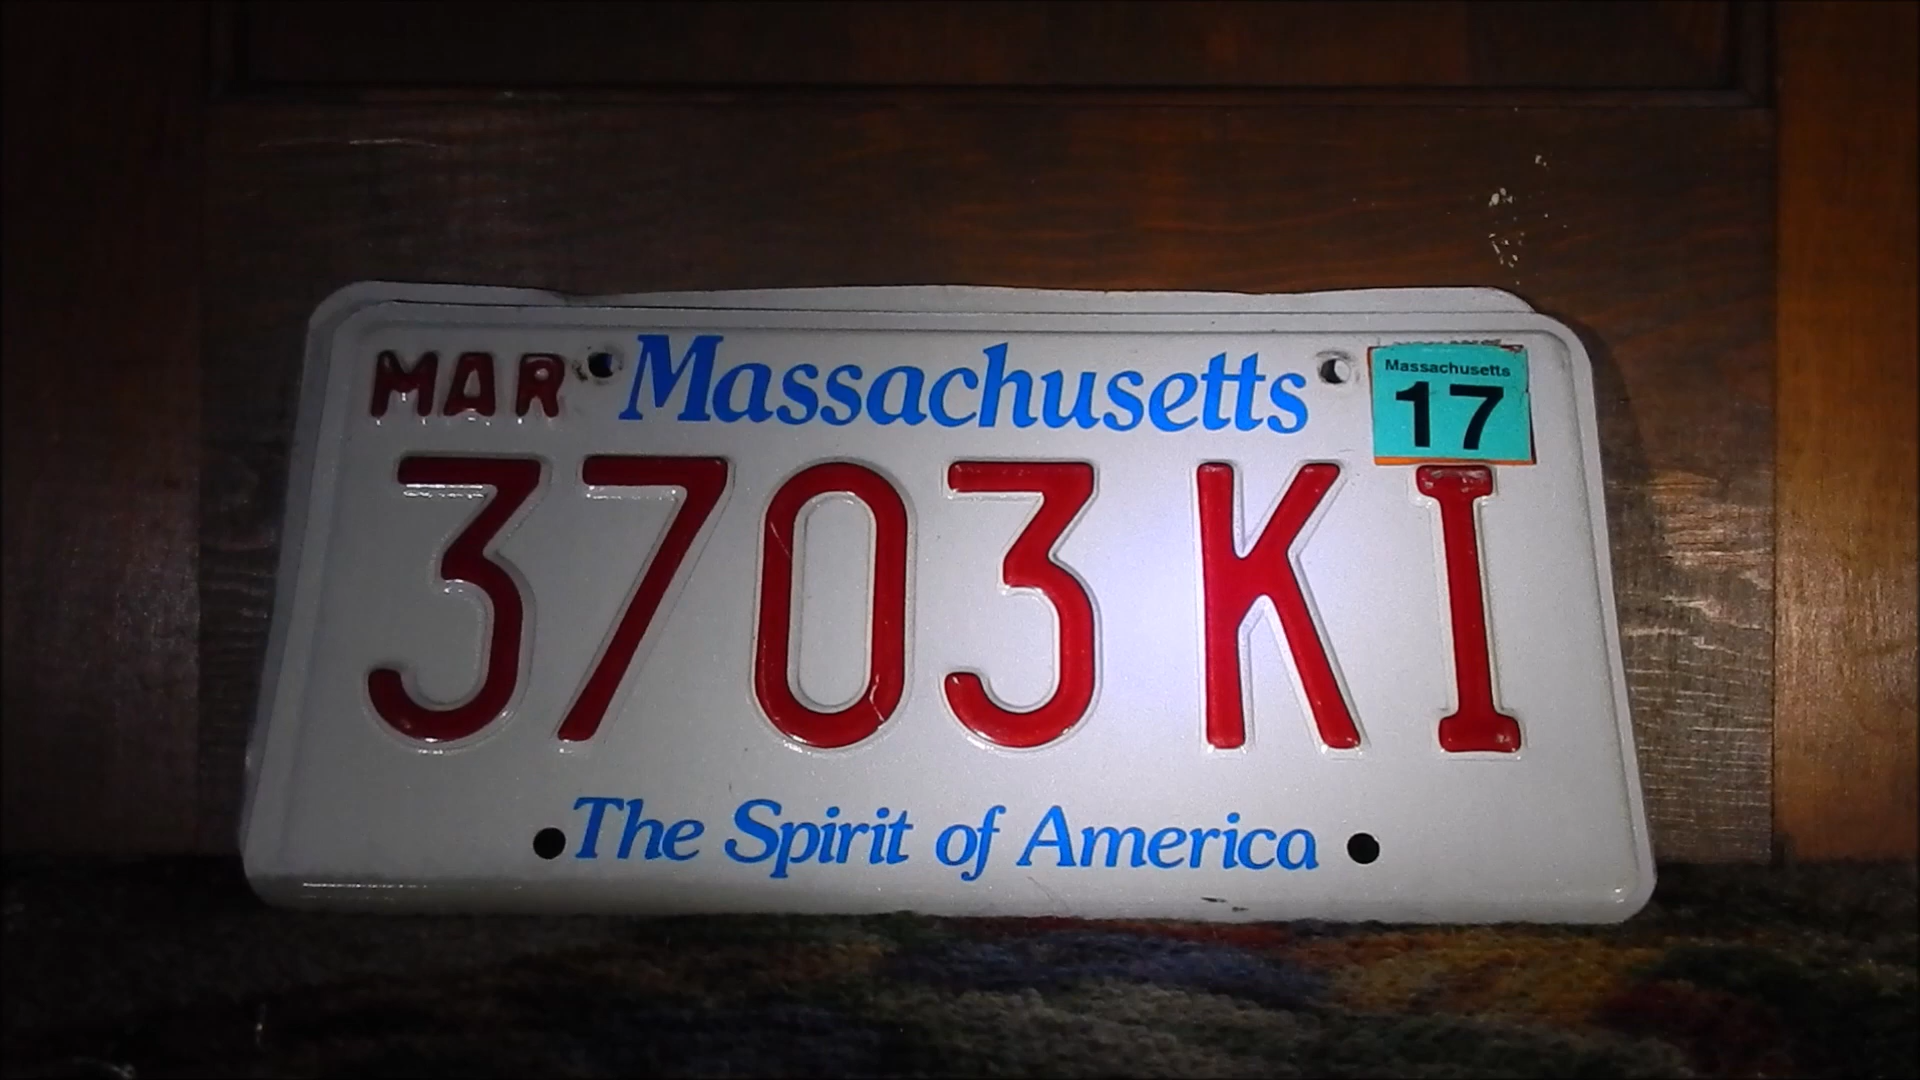 MAR Massachusetts
Massachusetts
17
3703 KI
The Spirit of America